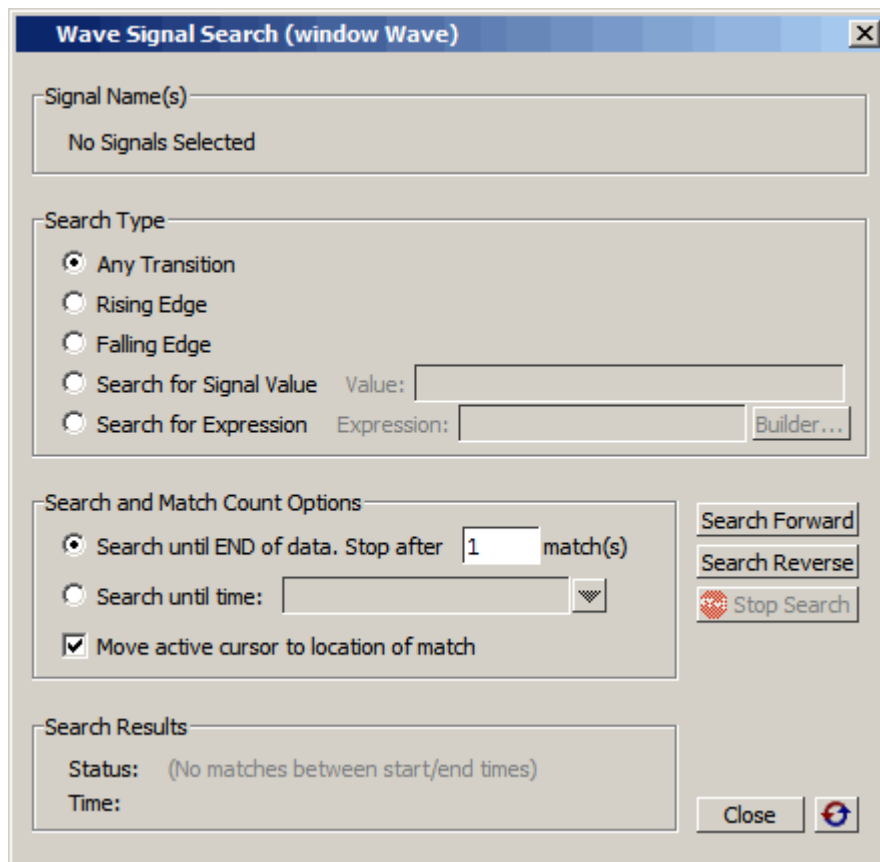 Wave Signal Search (window Wave)
Signal Name(s)
No Signals Selected
Search Type
Any Transition
Rising Edge
Falling Edge
Search for Signal Value Value:
Search for Expression Expression: Builder...
Search and Match Count Options
Search until END of data. Stop after 1 match(s)
Search until time:
Move active cursor to location of match
Search Forward
Search Reverse
Stop Search
Search Results
Status: (No matches between start/end times)
Time:
Close